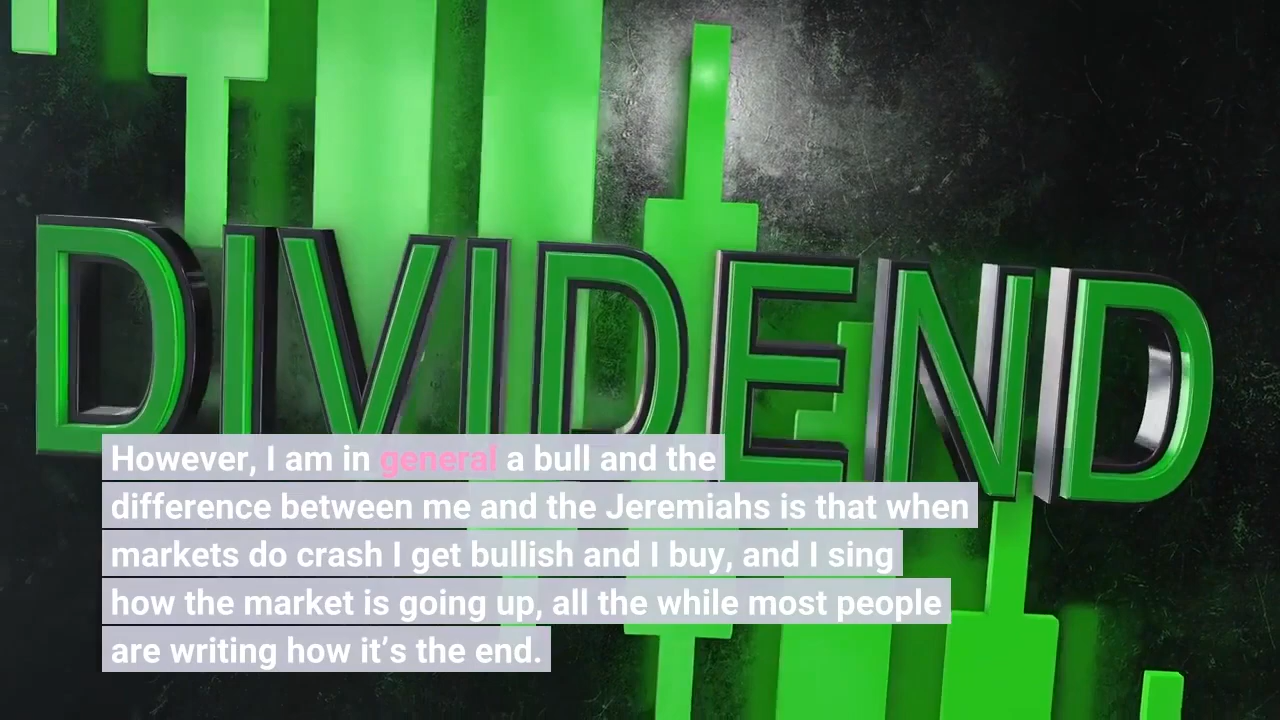 DIVIDEND
However, I am in general a bull and the
difference between me and the Jeremiahs is that when
markets do crash I get bullish and I buy, and I sing
how the market is going up, all the while most people
are writing how it’s the end.